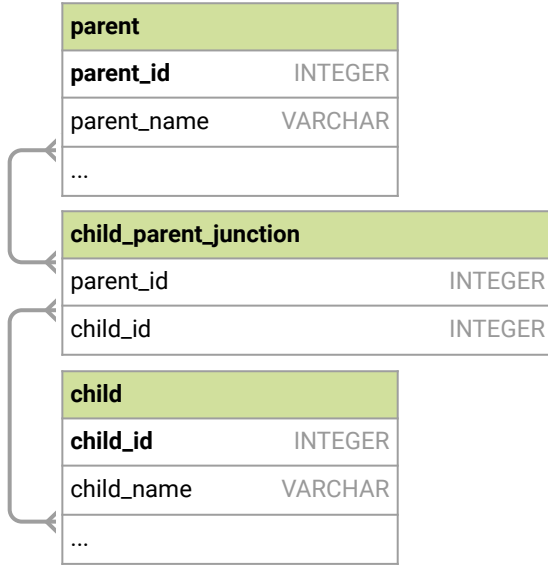 parent
parent_id INTEGER
parent_name VARCHAR
...
child_parent_junction
parent_id INTEGER
child_id INTEGER
child
child_id INTEGER
child_name VARCHAR
...